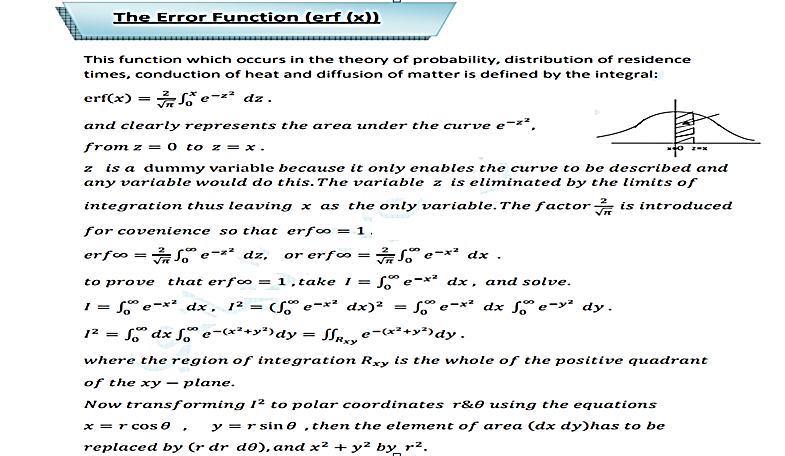 The Error Function (erf (x))
This function which occurs in the theory of probability, distribution of residence
times, conduction of heat and diffusion of matter is defined by the integral:
erf(x) = 2/√π ∫₀ˣ e^−z² dz .
and clearly represents the area under the curve e^−z²,
from z = 0 to z = x .
x=0 z=x
z is a dummy variable because it only enables the curve to be described and
any variable would do this. The variable z is eliminated by the limits of
integration thus leaving x as the only variable. The factor 2/√π is introduced
for covenience so that erf∞ = 1 .
erf∞ = 2/√π ∫₀^∞ e^−z² dz, or erf∞ = 2/√π ∫₀^∞ e^−x² dx .
to prove that erf∞ = 1 , take I = ∫₀^∞ e^−x² dx , and solve.
I = ∫₀^∞ e^−x² dx , I² = (∫₀^∞ e^−x² dx)² = ∫₀^∞ e^−x² dx ∫₀^∞ e^−y² dy .
I² = ∫₀^∞ dx ∫₀^∞ e^−(x²+y²) dy = ∬_Rxy e^−(x²+y²) dy .
where the region of integration Rxy is the whole of the positive quadrant
of the xy − plane.
Now transforming I² to polar coordinates r&θ using the equations
x = r cos θ , y = r sin θ , then the element of area (dx dy)has to be
replaced by (r dr dθ), and x² + y² by r².